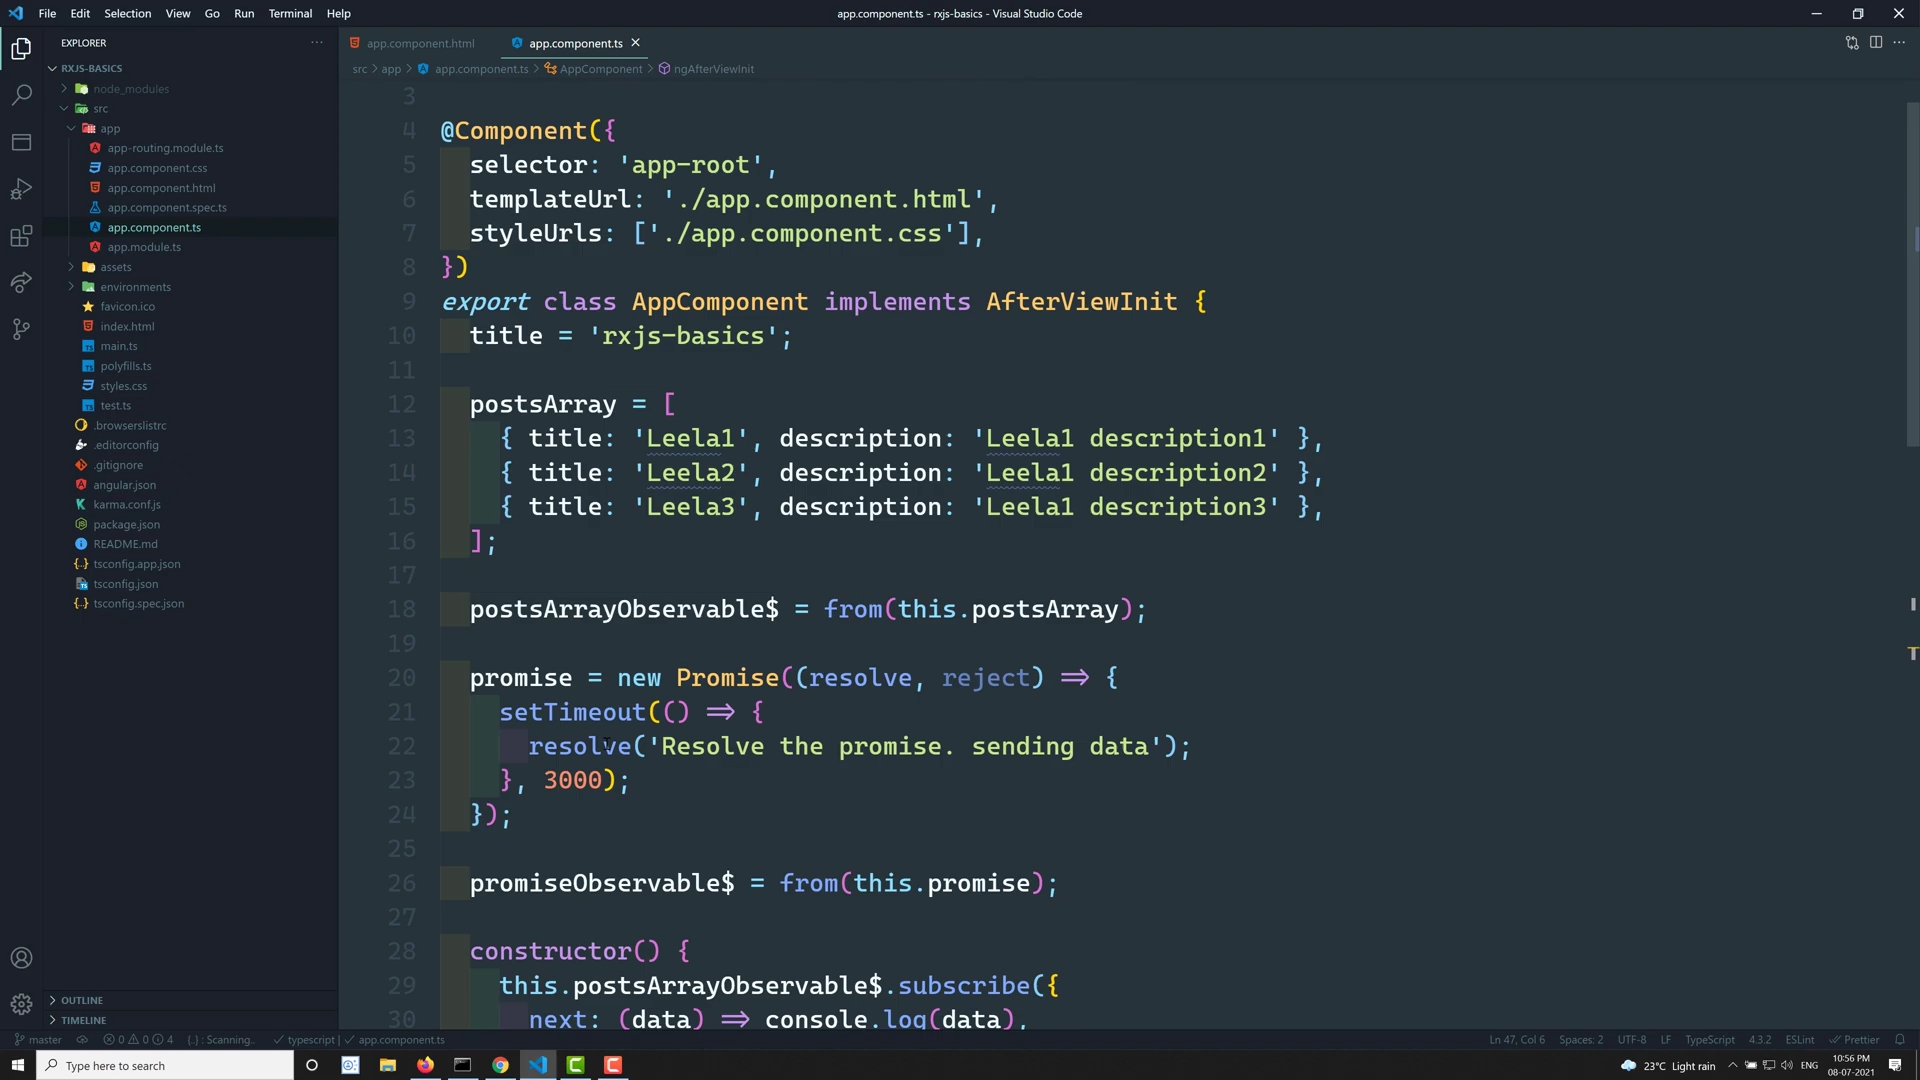 File Edit Selection View Go Run Terminal Help
app.component.ts - rxjs-basics - Visual Studio Code
EXPLORER
RXJS-BASICS
node_modules
src
app
app-routing.module.ts
app.component.css
app.component.html
app.component.spec.ts
app.component.ts
app.module.ts
assets
environments
favicon.ico
index.html
main.ts
polyfills.ts
styles.css
test.ts
.browserslistrc
.editorconfig
.gitignore
angular.json
karma.conf.js
package.json
README.md
tsconfig.app.json
tsconfig.json
tsconfig.spec.json
OUTLINE
TIMELINE
app.component.html
app.component.ts
src > app > app.component.ts > AppComponent > ngAfterViewInit
3
4 @Component({
5 selector: 'app-root',
6 templateUrl: './app.component.html',
7 styleUrls: ['./app.component.css'],
8 })
9 export class AppComponent implements AfterViewInit {
10 title = 'rxjs-basics';
11
12 postsArray = [
13 { title: 'Leela1', description: 'Leela1 description1' },
14 { title: 'Leela2', description: 'Leela1 description2' },
15 { title: 'Leela3', description: 'Leela1 description3' },
16 ];
17
18 postsArrayObservable$ = from(this.postsArray);
19
20 promise = new Promise((resolve, reject) => {
21 setTimeout(() => {
22 resolve('Resolve the promise. sending data');
23 }, 3000);
24 });
25
26 promiseObservable$ = from(this.promise);
27
28 constructor() {
29 this.postsArrayObservable$.subscribe({
30 next: (data) => console.log(data),
master 0 0 4 {..} : Scanning.. typescript | app.component.ts
Ln 47, Col 6 Spaces: 2 UTF-8 LF TypeScript 4.3.2 ESLint Prettier
Type here to search
23°C Light rain ENG
10:56 PM
08-07-2021